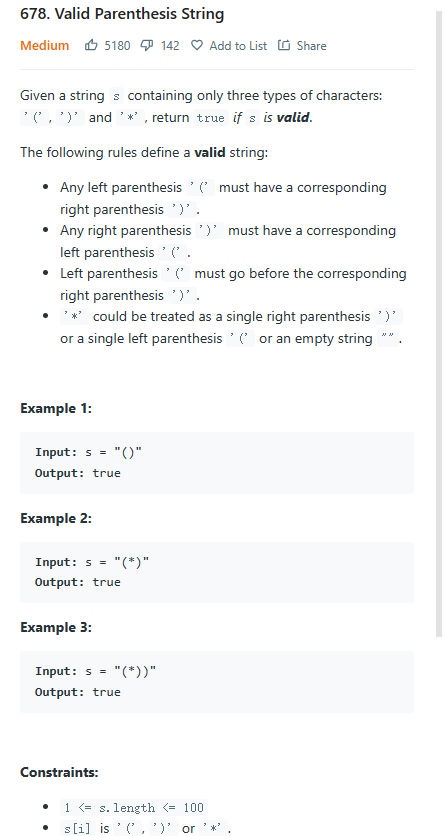 678. Valid Parenthesis String
Medium 5180 142 Add to List Share
Given a string s containing only three types of characters:
'(', ')' and '*', return true if s is valid.
The following rules define a valid string:
• Any left parenthesis '(' must have a corresponding
right parenthesis ')'.
• Any right parenthesis ')' must have a corresponding
left parenthesis '('.
• Left parenthesis '(' must go before the corresponding
right parenthesis ')'.
• '*' could be treated as a single right parenthesis ')'
or a single left parenthesis '(' or an empty string "".
Example 1:
Input: s = "()"
Output: true
Example 2:
Input: s = "(*)"
Output: true
Example 3:
Input: s = "(*))"
Output: true
Constraints:
• 1 <= s.length <= 100
• s[i] is '(', ')' or '*'.